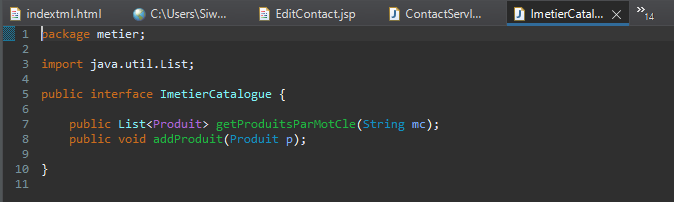 indextml.html C:\Users\Siw... EditContact.jsp ContactServl... ImetierCatal... »14
1 package metier;
2
3 import java.util.List;
4
5 public interface ImetierCatalogue {
6
7 public List<Produit> getProduitsParMotCle(String mc);
8 public void addProduit(Produit p);
9
10 }
11